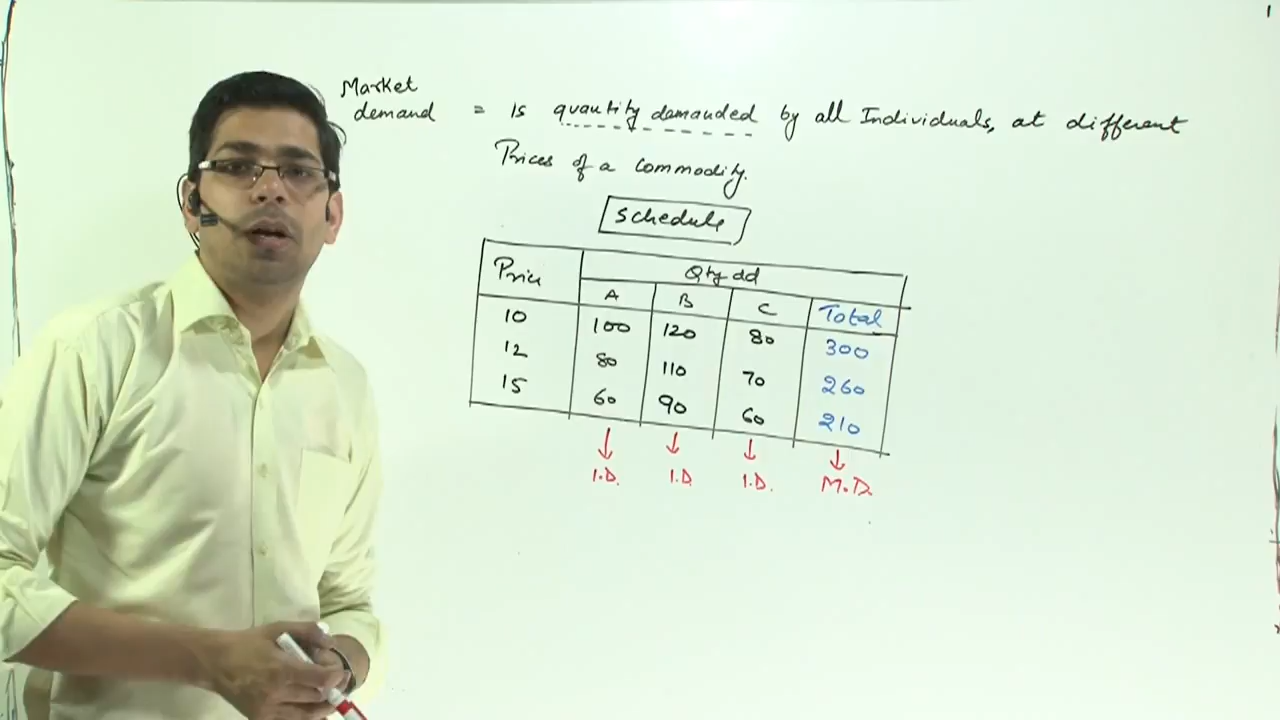 Market
demand = is quantity demanded by all Individuals, at different
Prices of a commodity.
Schedule
Price Qty dd
A B C Total
10 100 120 80 300
12 80 110 70 260
15 60 90 60 210
I.D. I.D I.D. M.D.